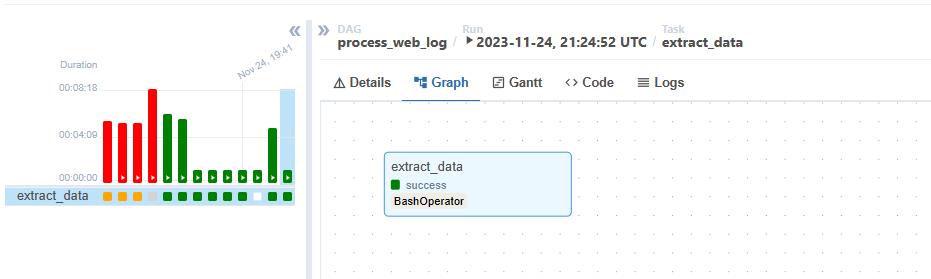 «
Nov 24, 19:41
Duration
00:08:18
00:04:09
00:00:00
extract_data
»
DAG Run Task
process_web_log / 2023-11-24, 21:24:52 UTC / extract_data
Details Graph Gantt <> Code Logs
extract_data
success
BashOperator